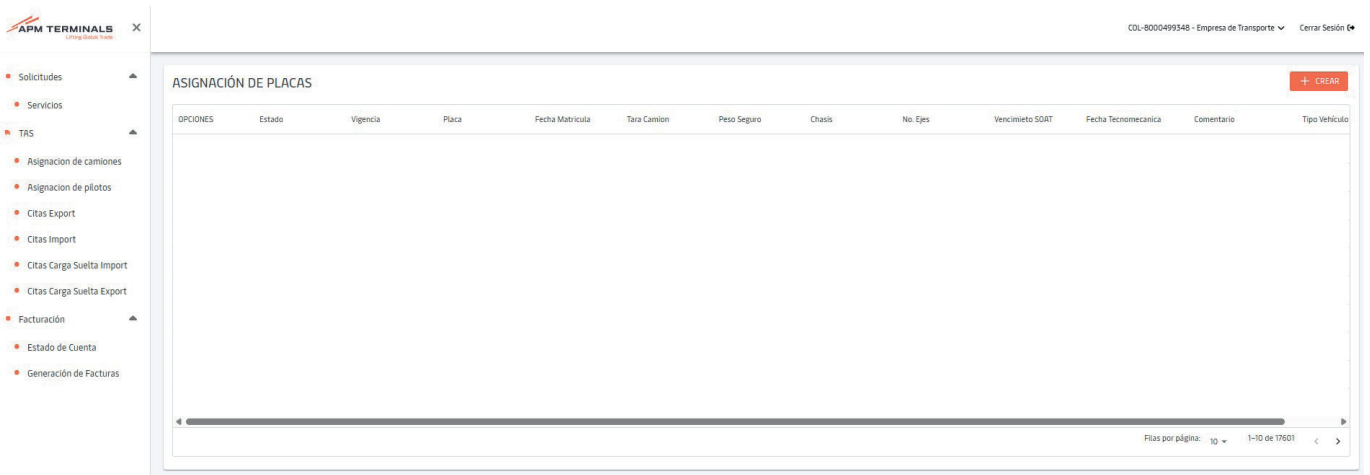 APM TERMINALS
Lifting Global Trade
COL-8000499348 - Empresa de Transporte
Cerrar Sesión
Solicitudes
Servicios
TAS
Asignacion de camiones
Asignacion de pilotos
Citas Export
Citas Import
Citas Carga Suelta Import
Citas Carga Suelta Export
Facturación
Estado de Cuenta
Generación de Facturas
ASIGNACIÓN DE PLACAS
+ CREAR
OPCIONES Estado Vigencia Placa Fecha Matricula Tara Camion Peso Seguro Chasis No. Ejes Vencimieto SOAT Fecha Tecnomecanica Comentario Tipo Vehículo
Filas por página: 10 1–10 de 17601